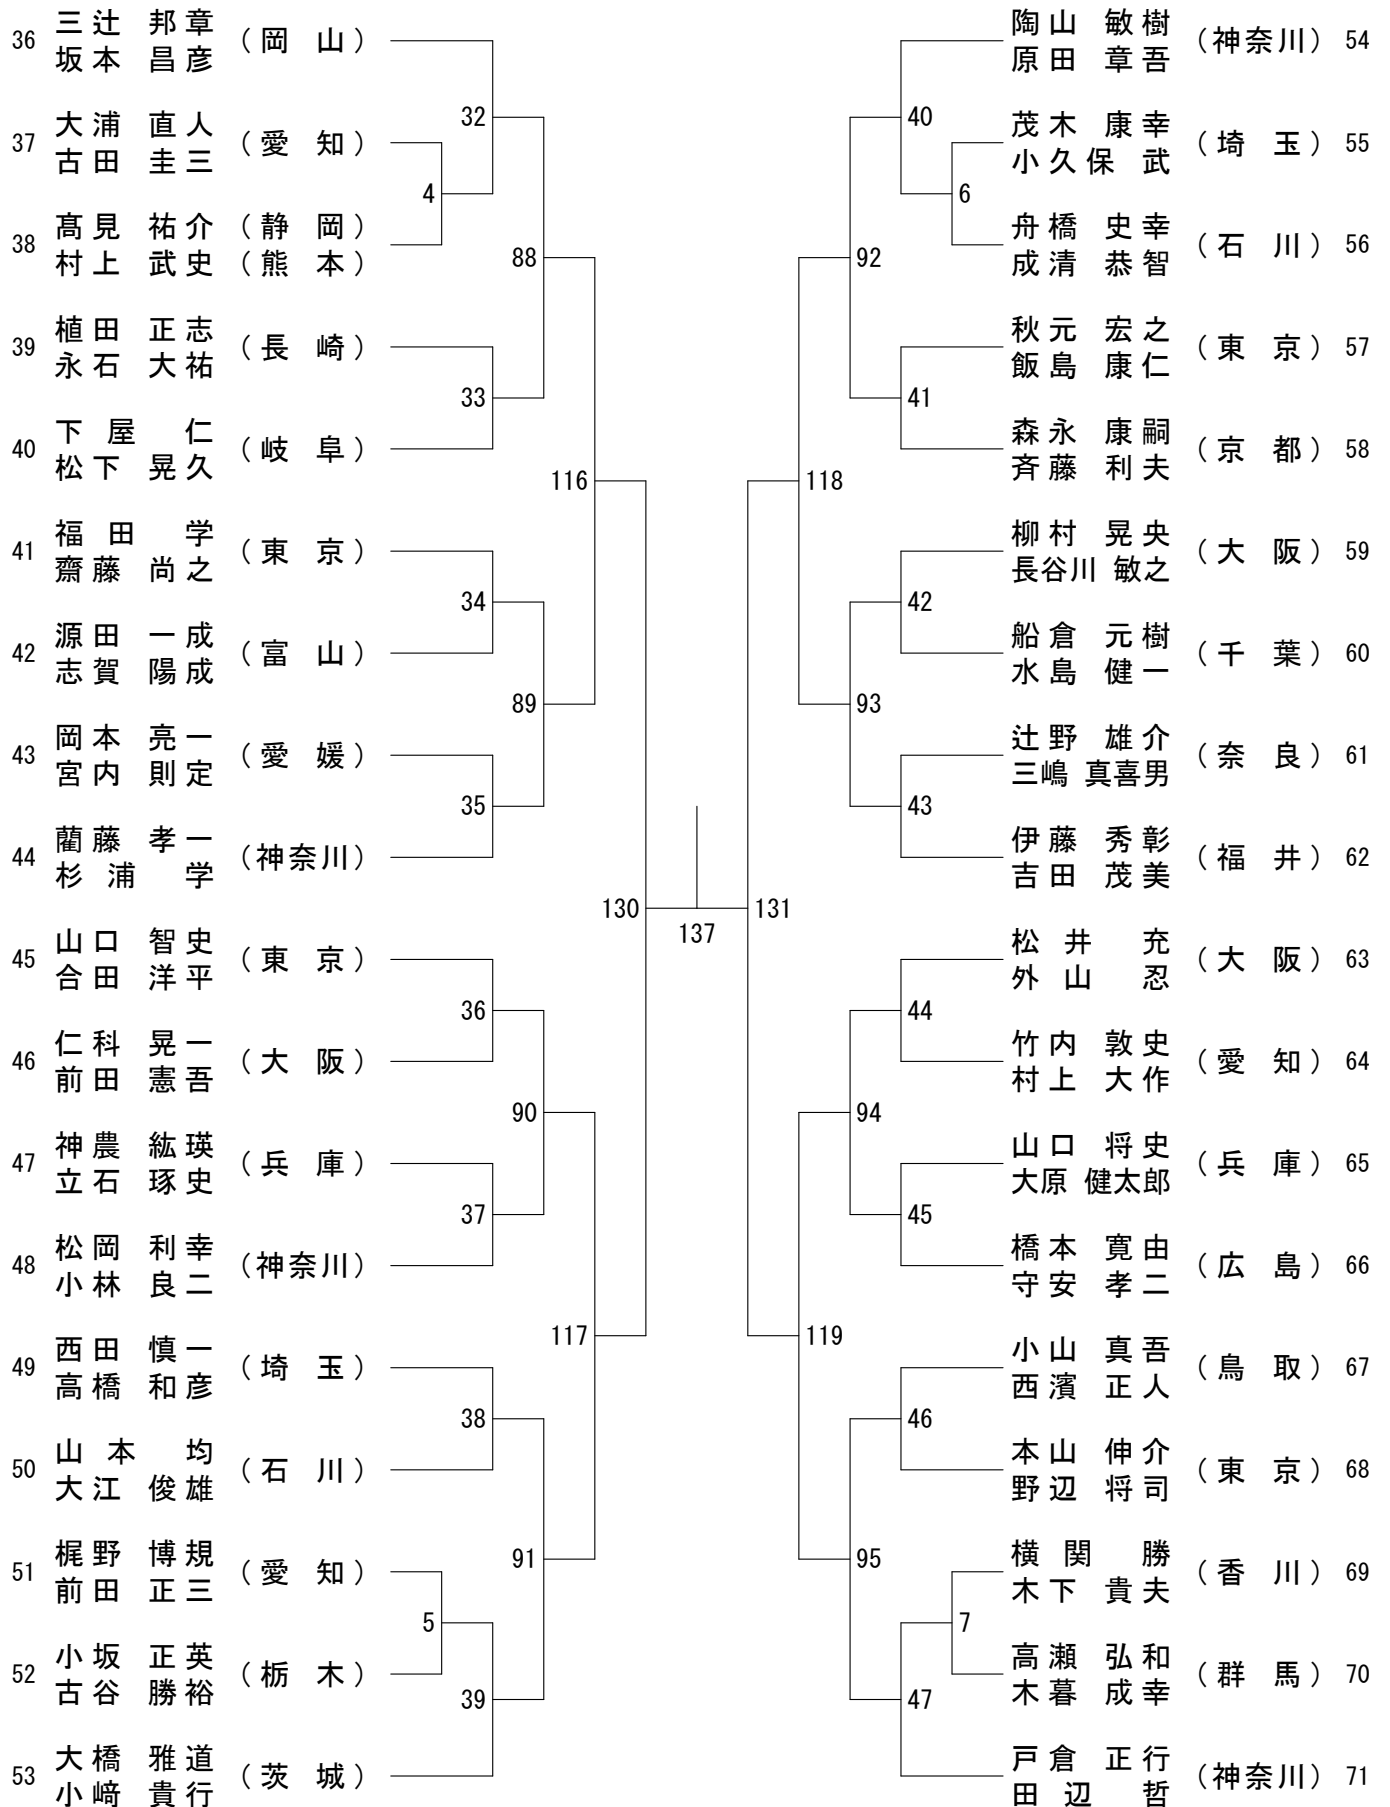 36 三辻 邦章 (岡山)
坂本 昌彦
37 大浦 直人 (愛知)
古田 圭三
38 髙見 祐介 (静岡)
村上 武史 (熊本)
39 植田 正志 (長崎)
永石 大祐
40 下屋 仁 (岐阜)
松下 晃久
41 福田 学 (東京)
齋藤 尚之
42 源田 一成 (富山)
志賀 陽成
43 岡本 亮一 (愛媛)
宮内 則定
44 藺藤 孝一 (神奈川)
杉浦 学
45 山口 智史 (東京)
合田 洋平
46 仁科 晃一 (大阪)
前田 憲吾
47 神農 紘瑛 (兵庫)
立石 琢史
48 松岡 利幸 (神奈川)
小林 良二
49 西田 慎一 (埼玉)
高橋 和彦
50 山本 均 (石川)
大江 俊雄
51 梶野 博規 (愛知)
前田 正三
52 小坂 正英 (栃木)
古谷 勝裕
53 大橋 雅道 (茨城)
小﨑 貴行
4
5
32
33
34
35
36
37
38
39
88
89
90
91
116
117
130
137
131
118
119
92
93
94
95
40
41
42
43
44
45
46
47
6
7
陶山 敏樹 (神奈川) 54
原田 章吾
茂木 康幸 (埼玉) 55
小久保 武
舟橋 史幸 (石川) 56
成清 恭智
秋元 宏之 (東京) 57
飯島 康仁
森永 康嗣 (京都) 58
斉藤 利夫
柳村 晃央 (大阪) 59
長谷川 敏之
船倉 元樹 (千葉) 60
水島 健一
辻野 雄介 (奈良) 61
三嶋 真喜男
伊藤 秀彰 (福井) 62
吉田 茂美
松井 充 (大阪) 63
外山 忍
竹内 敦史 (愛知) 64
村上 大作
山口 将史 (兵庫) 65
大原 健太郎
橋本 寛由 (広島) 66
守安 孝二
小山 真吾 (鳥取) 67
西濱 正人
本山 伸介 (東京) 68
野辺 将司
横関 勝 (香川) 69
木下 貴夫
高瀬 弘和 (群馬) 70
木暮 成幸
戸倉 正行 (神奈川) 71
田辺 哲